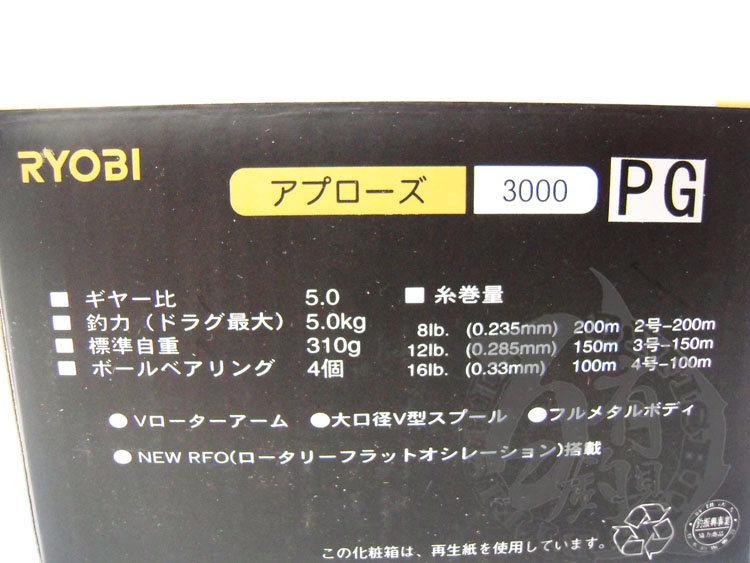 RYOBI
アプローズ 3000 PG
■ ギヤー比 5.0
■ 釣力（ドラグ最大） 5.0kg
■ 標準自重 310g
■ ボールベアリング 4個
■ 糸巻量
8lb. (0.235mm) 200m 2号-200m
12lb. (0.285mm) 150m 3号-150m
16lb. (0.33mm) 100m 4号-100m
●Vローターアーム ●大口径V型スプール ●フルメタルボディ
●NEW RFO(ロータリーフラットオシレーション)搭載
この化粧箱は、再生紙を使用しています。